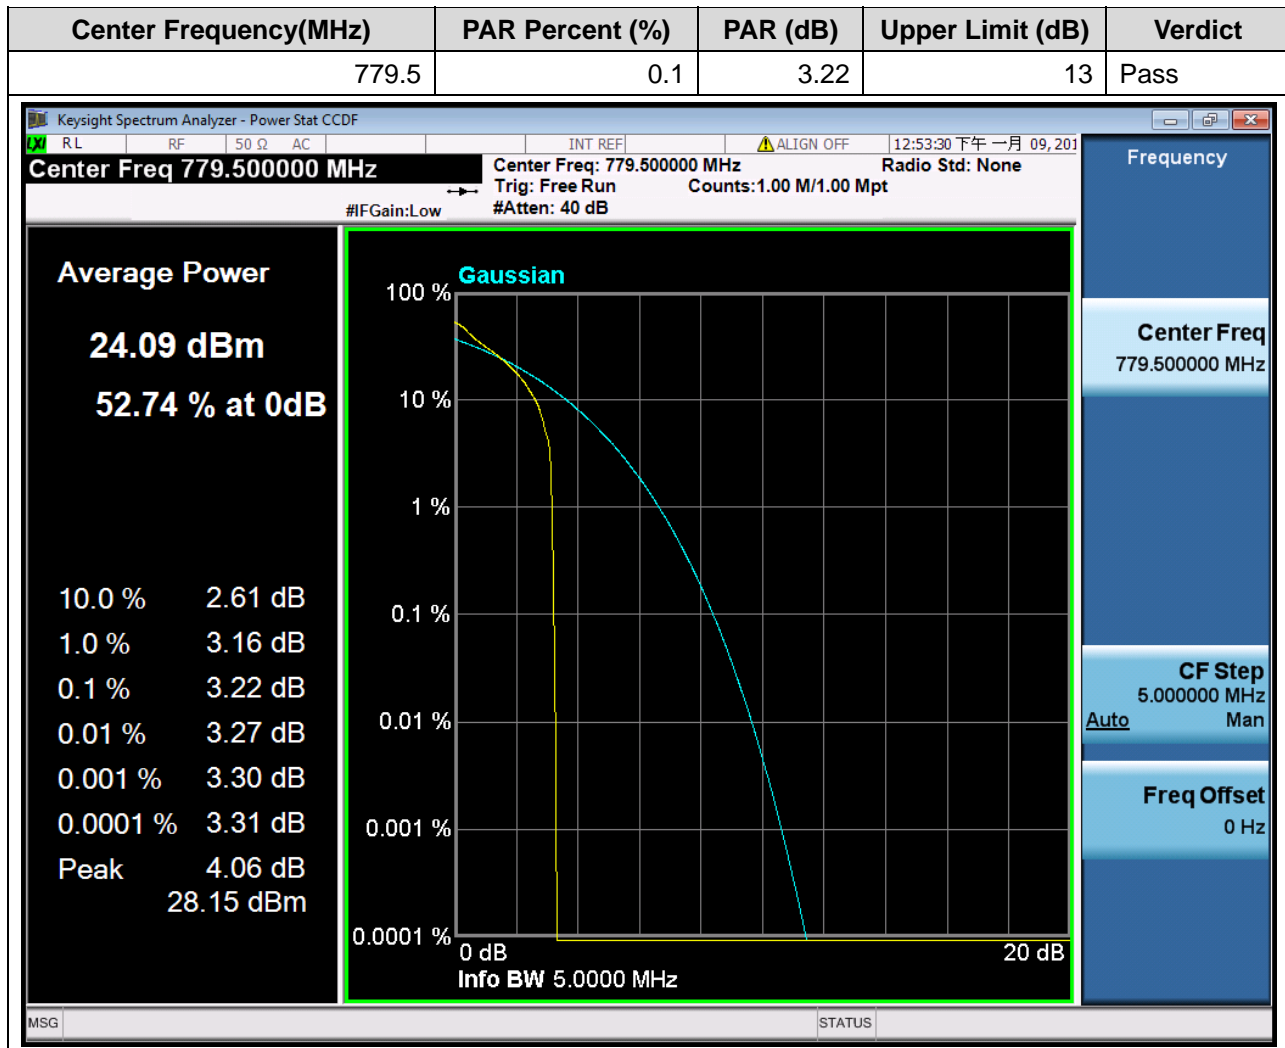 Center Frequency(MHz) PAR Percent (%) PAR (dB) Upper Limit (dB) Verdict
779.5 0.1 3.22 13 Pass
Keysight Spectrum Analyzer - Power Stat CCDF
LXI RL RF 50 Ω AC INT REF ALIGN OFF 12:53:30 下午 一月 09, 201
Center Freq 779.500000 MHz
Center Freq: 779.500000 MHz Radio Std: None
Trig: Free Run Counts:1.00 M/1.00 Mpt
#IFGain:Low #Atten: 40 dB
Average Power
24.09 dBm
52.74 % at 0dB
10.0 % 2.61 dB
1.0 % 3.16 dB
0.1 % 3.22 dB
0.01 % 3.27 dB
0.001 % 3.30 dB
0.0001 % 3.31 dB
Peak 4.06 dB
28.15 dBm
Gaussian
100 %
10 %
1 %
0.1 %
0.01 %
0.001 %
0.0001 %
0 dB 20 dB
Info BW 5.0000 MHz
Frequency
Center Freq
779.500000 MHz
CF Step
5.000000 MHz
Auto Man
Freq Offset
0 Hz
MSG STATUS